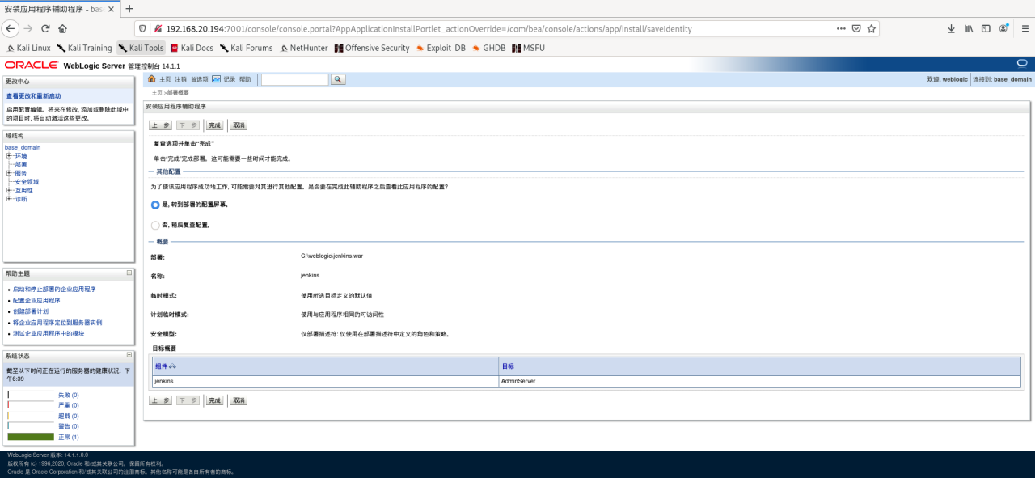 安装应用程序辅助程序 - bas
192.168.20.194:7001/console/console.portal?AppApplicationInstallPortlet_actionOverride=/com/bea/console/actions/app/install/saveIdentity
Kali Linux Kali Training Kali Tools Kali Docs Kali Forums NetHunter Offensive Security Exploit-DB GHDB MSFU
ORACLE WebLogic Server 管理控制台 14.1.1
更改中心
查看更改和重新启动
启用配置编辑。将来在修改, 添加或删除此域中的项目时, 将自动激活这些更改。
域结构
base_domain
环境
部署
服务
安全领域
互用性
诊断
帮助主题
启动和停止部署的企业应用程序
配置企业应用程序
创建部署计划
将企业应用程序定位到服务器实例
测试企业应用程序中的模块
系统状态
截至以下时间正在运行的服务器的健康状况, 下午
失败 (0)
严重 (0)
超载 (0)
警告 (0)
正常 (1)
主页 注销 首选项 记录 帮助
欢迎, weblogic 连接到: base_domain
主页 >部署概要
安装应用程序辅助程序
上一步 下一步 完成 取消
复查选项并单击“完成”
单击“完成”完成部署。这可能需要一些时间才能完成。
其他配置
为了使该应用程序成功地工作, 可能需要对其进行其他配置。是否要在完成此辅助程序之后查看此应用程序的配置?
是, 转到部署的配置屏幕。
否, 稍后复查配置。
概要
部署: C:\weblogic\jenkins.war
名称: jenkins
临时模式: 使用所选目标定义的默认值
计划临时模式: 使用与应用程序相同的可访问性
安全模型: 仅部署描述符: 仅使用在部署描述符中定义的角色和策略。
目标概要
组件 目标
jenkins AdminServer
上一步 下一步 完成 取消
WebLogic Server 版本: 14.1.1.0.0
版权所有 (c) 1996,2020, Oracle 和/或其关联公司。保留所有权利。
Oracle 是 Oracle Corporation 和/或其关联公司的注册商标。其他名称可能是各自所有者的商标。